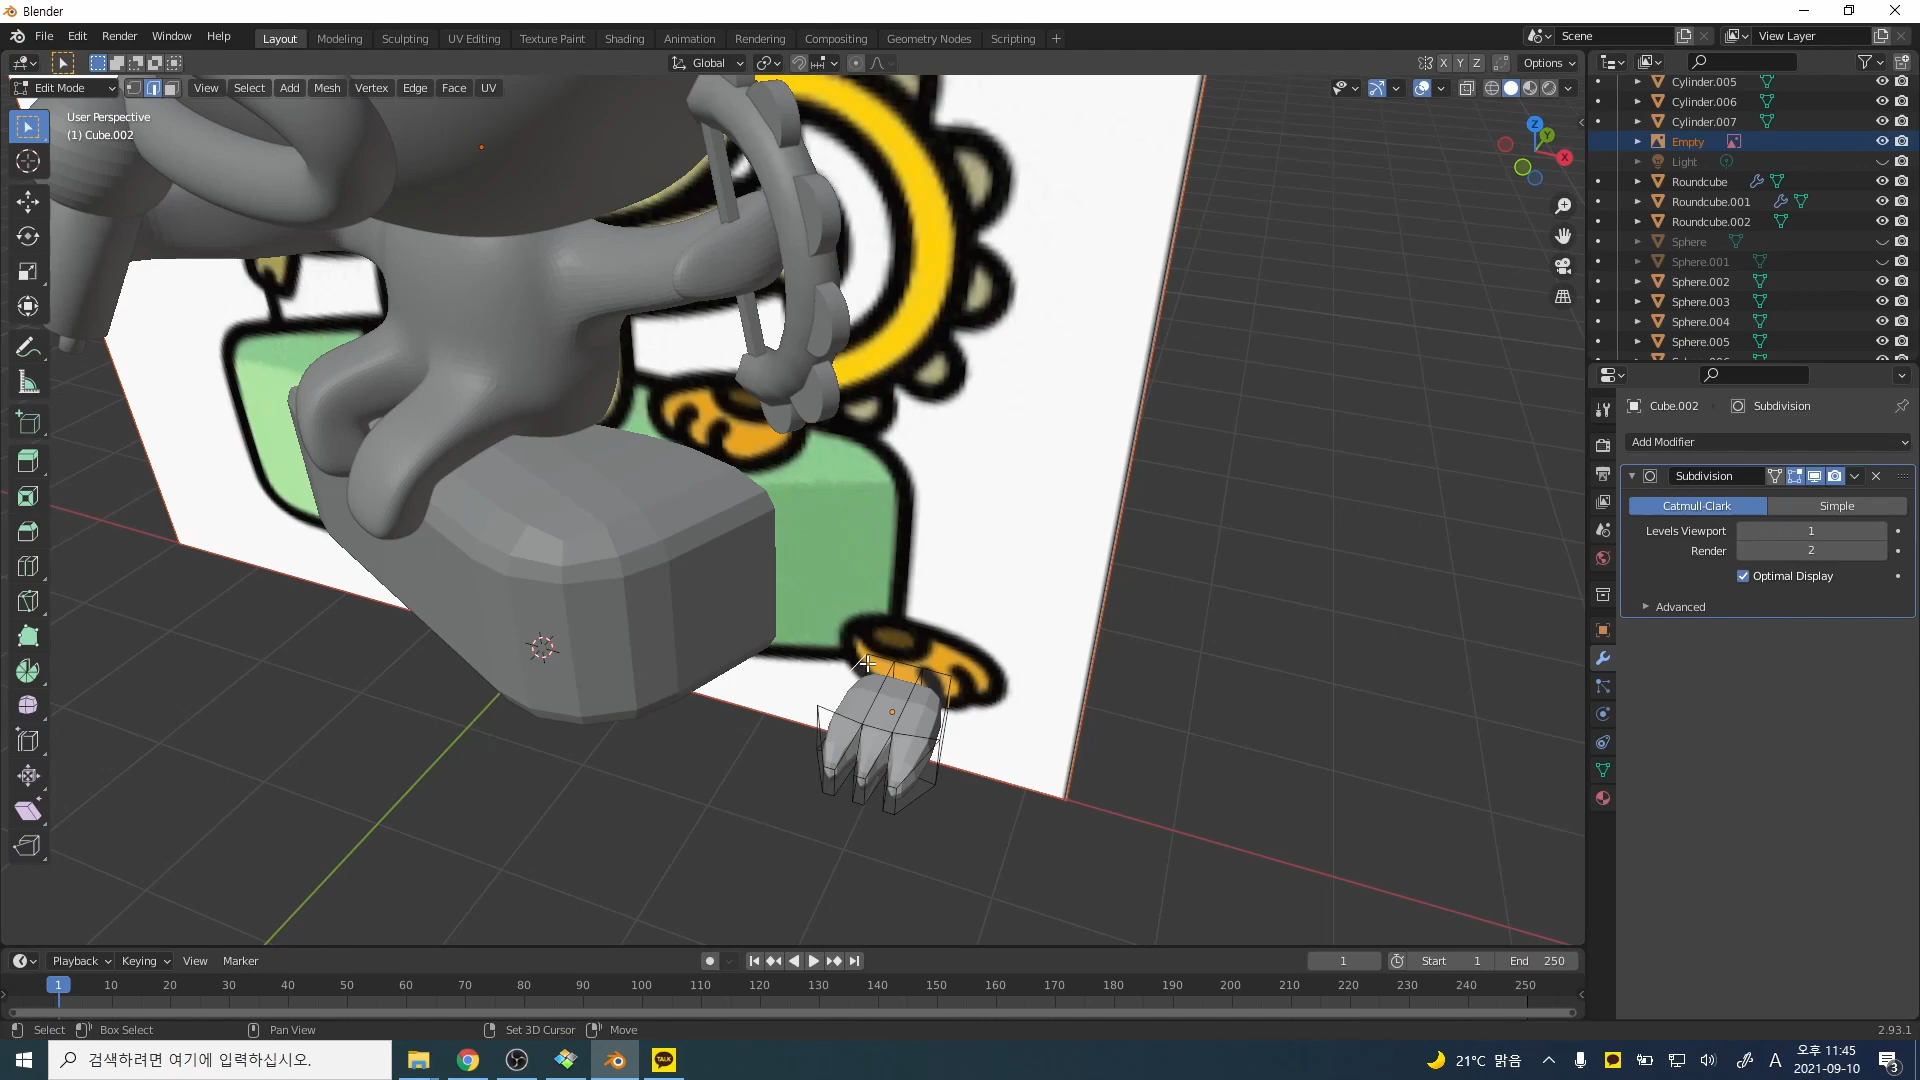 Blender
File Edit Render Window Help
Layout Modeling Sculpting UV Editing Texture Paint Shading Animation Rendering Compositing Geometry Nodes Scripting +
Scene
View Layer
Global
X Y Z
Options
Edit Mode
View Select Add Mesh Vertex Edge Face UV
User Perspective
(1) Cube.002
Z
Y
X
Cylinder.005
Cylinder.006
Cylinder.007
Empty
Light
Roundcube
Roundcube.001
Roundcube.002
Sphere
Sphere.001
Sphere.002
Sphere.003
Sphere.004
Sphere.005
Cube.002 Subdivision
Add Modifier
Subdivision
Catmull-Clark Simple
Levels Viewport 1
Render 2
Optimal Display
Advanced
Playback Keying View Marker
1
Start 1 End 250
1 10 20 30 40 50 60 70 80 90 100 110 120 130 140 150 160 170 180 190 200 210 220 230 240 250
Select Box Select Pan View Set 3D Cursor Move
2.93.1
검색하려면 여기에 입력하십시오.
TALK
21°C 맑음
A
오후 11:45
2021-09-10
3